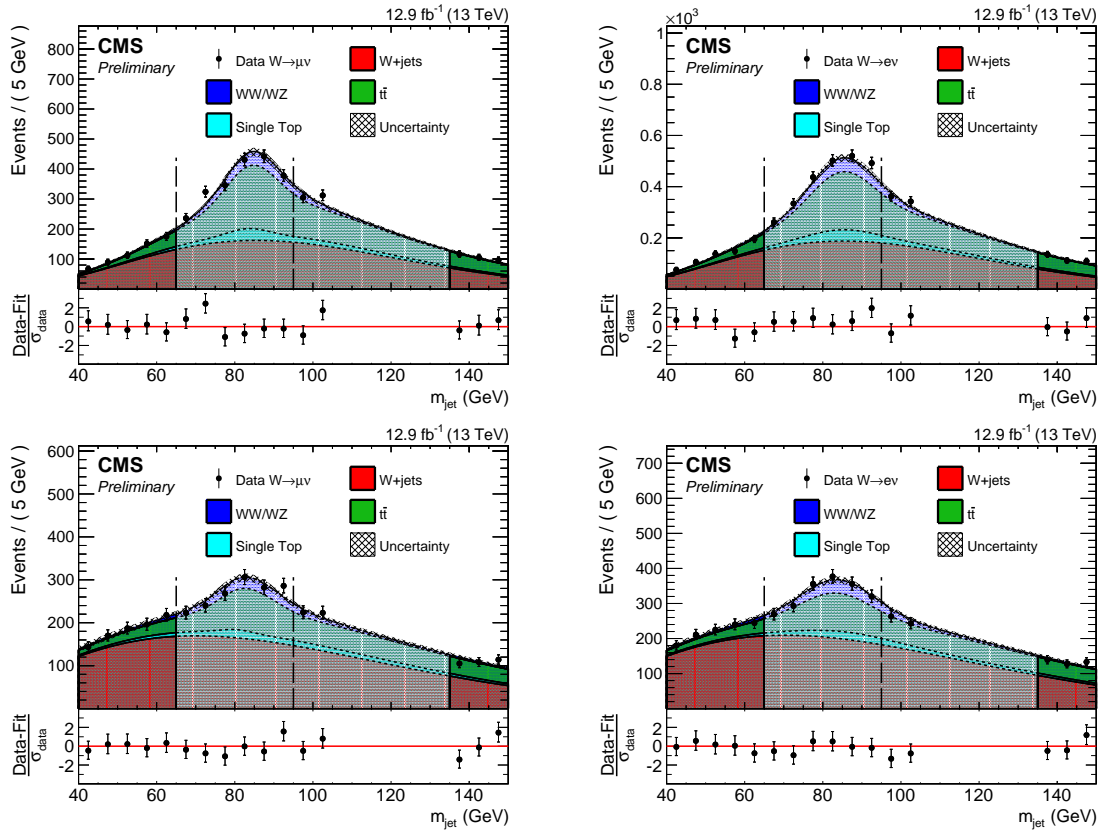 12.9 fb⁻¹ (13 TeV)
CMS
Preliminary
Data W→μν
W+jets
WW/WZ
tt̄
Single Top
Uncertainty
Events / ( 5 GeV )
800
700
600
500
400
300
200
100
Data-Fit
σdata
2
0
-2
40 60 80 100 120 140
mjet (GeV)
12.9 fb⁻¹ (13 TeV)
×10³
CMS
Preliminary
Data W→eν
W+jets
WW/WZ
tt̄
Single Top
Uncertainty
Events / ( 5 GeV )
1
0.8
0.6
0.4
0.2
Data-Fit
σdata
2
0
-2
40 60 80 100 120 140
mjet (GeV)
12.9 fb⁻¹ (13 TeV)
CMS
Preliminary
Data W→μν
W+jets
WW/WZ
tt̄
Single Top
Uncertainty
Events / ( 5 GeV )
600
500
400
300
200
100
Data-Fit
σdata
2
0
-2
40 60 80 100 120 140
mjet (GeV)
12.9 fb⁻¹ (13 TeV)
CMS
Preliminary
Data W→eν
W+jets
WW/WZ
tt̄
Single Top
Uncertainty
Events / ( 5 GeV )
700
600
500
400
300
200
100
Data-Fit
σdata
2
0
-2
40 60 80 100 120 140
mjet (GeV)